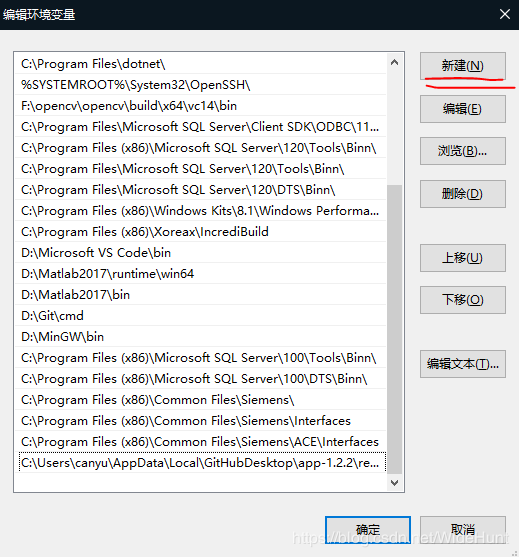 编辑环境变量
C:\Program Files\dotnet\
%SYSTEMROOT%\System32\OpenSSH\
F:\opencv\opencv\build\x64\vc14\bin
C:\Program Files\Microsoft SQL Server\Client SDK\ODBC\11...
C:\Program Files (x86)\Microsoft SQL Server\120\Tools\Binn\
C:\Program Files\Microsoft SQL Server\120\Tools\Binn\
C:\Program Files\Microsoft SQL Server\120\DTS\Binn\
C:\Program Files (x86)\Windows Kits\8.1\Windows Performa...
C:\Program Files (x86)\Xoreax\IncrediBuild
D:\Microsoft VS Code\bin
D:\Matlab2017\runtime\win64
D:\Matlab2017\bin
D:\Git\cmd
D:\MinGW\bin
C:\Program Files (x86)\Microsoft SQL Server\100\Tools\Binn\
C:\Program Files (x86)\Microsoft SQL Server\100\DTS\Binn\
C:\Program Files (x86)\Common Files\Siemens\
C:\Program Files (x86)\Common Files\Siemens\Interfaces
C:\Program Files (x86)\Common Files\Siemens\ACE\Interfaces
C:\Users\canyu\AppData\Local\GitHubDesktop\app-1.2.2\re...
新建(N)
编辑(E)
浏览(B)...
删除(D)
上移(U)
下移(O)
编辑文本(T)...
确定
取消
https://blog.csdn.net/WideHunt